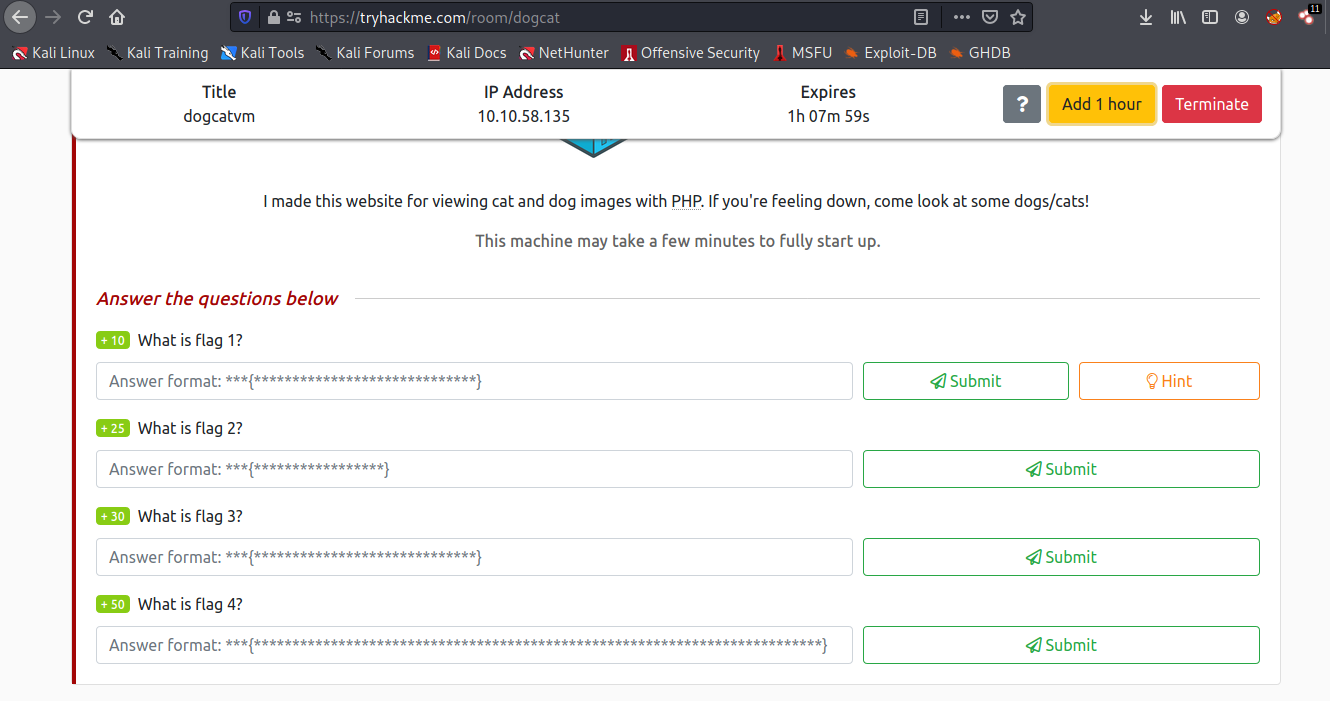 https://tryhackme.com/room/dogcat
11
Kali Linux Kali Training Kali Tools Kali Forums Kali Docs NetHunter Offensive Security MSFU Exploit-DB GHDB
Title IP Address Expires
dogcatvm 10.10.58.135 1h 07m 59s
? Add 1 hour Terminate
I made this website for viewing cat and dog images with PHP. If you're feeling down, come look at some dogs/cats!
This machine may take a few minutes to fully start up.
Answer the questions below
+ 10 What is flag 1?
Answer format: ***{*****************************} Submit Hint
+ 25 What is flag 2?
Answer format: ***{*****************} Submit
+ 30 What is flag 3?
Answer format: ***{*****************************} Submit
+ 50 What is flag 4?
Answer format: ***{**************************************************************************} Submit